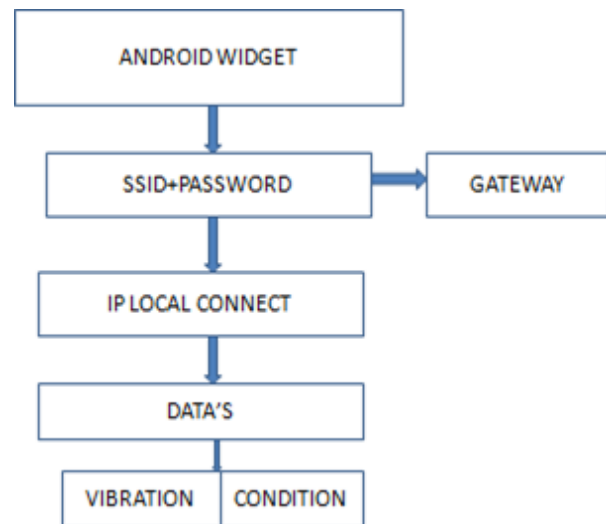 ANDROID WIDGET
SSID+PASSWORD
GATEWAY
IP LOCAL CONNECT
DATA'S
VIBRATION
CONDITION